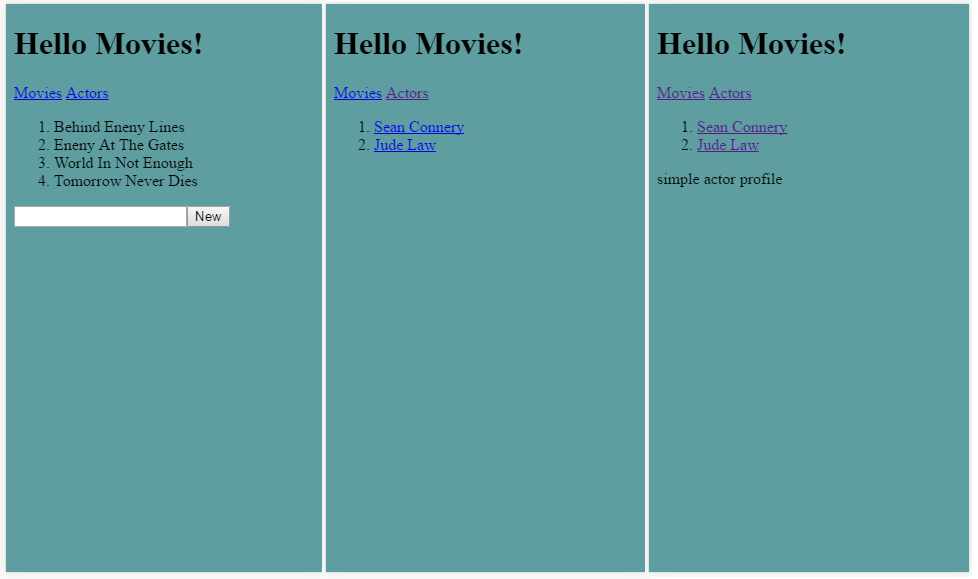 Hello Movies!
Movies Actors
1. Behind Eneny Lines
2. Eneny At The Gates
3. World In Not Enough
4. Tomorrow Never Dies
New
Hello Movies!
Movies Actors
1. Sean Connery
2. Jude Law
Hello Movies!
Movies Actors
1. Sean Connery
2. Jude Law
simple actor profile